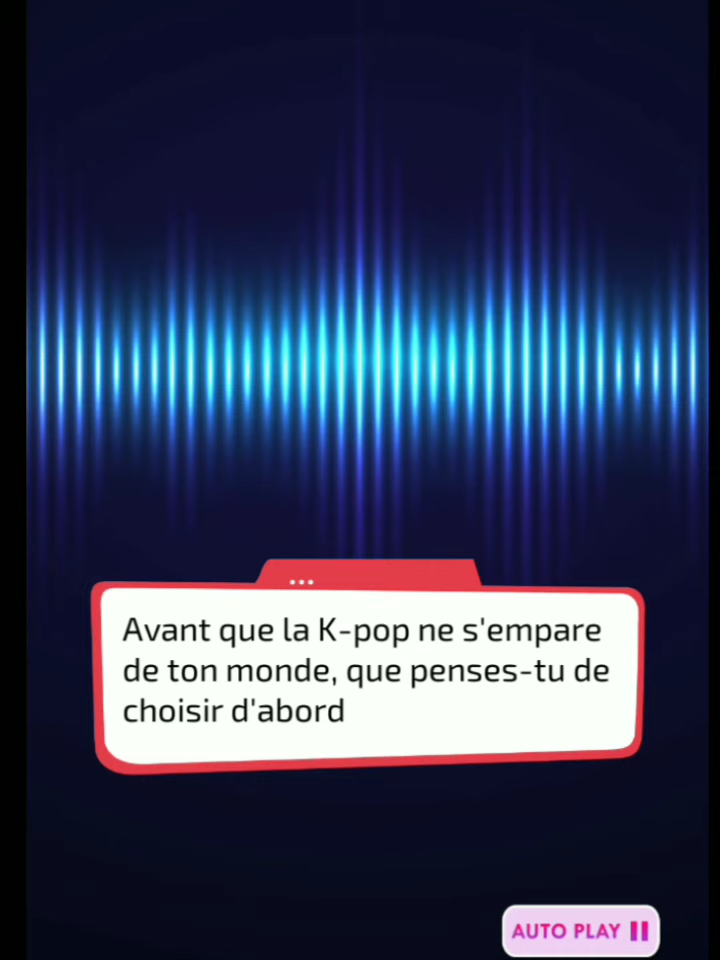 ...
Avant que la K-pop ne s'empare
de ton monde, que penses-tu de
choisir d'abord
AUTO PLAY